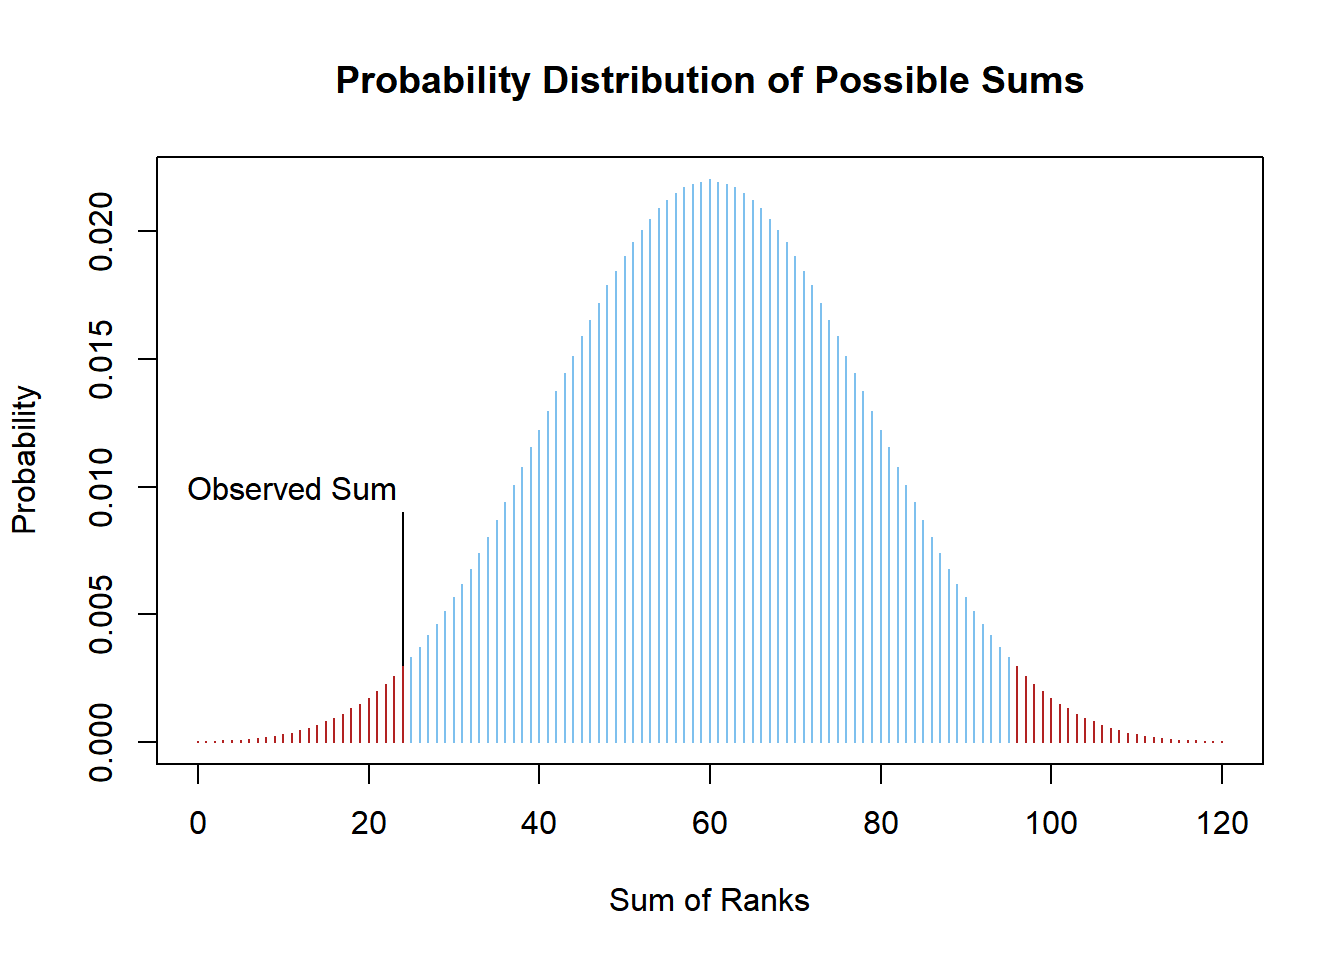 Probability Distribution of Possible Sums
Probability
0.020
0.015
0.010
0.005
0.000
Observed Sum
0 20 40 60 80 100 120
Sum of Ranks